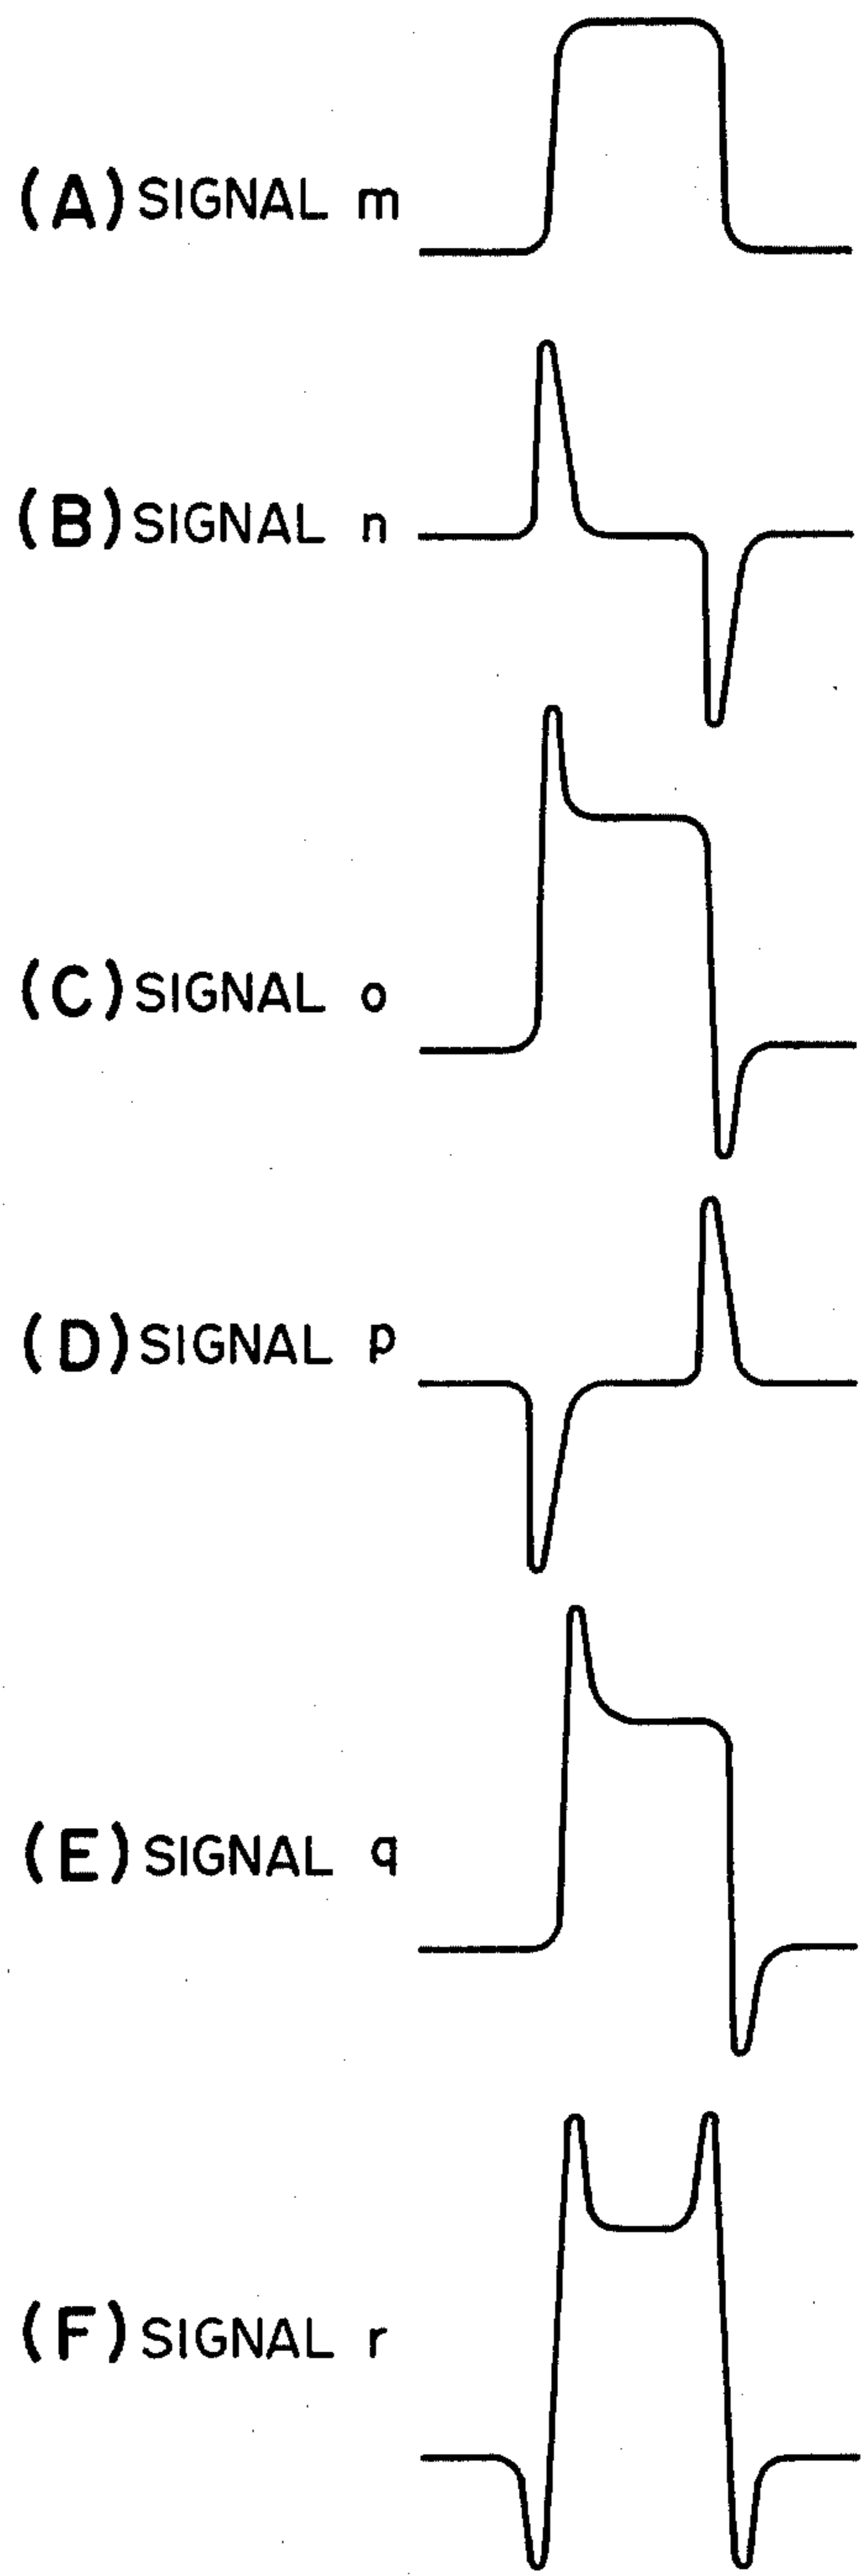 (A) SIGNAL m
(B) SIGNAL n
(C) SIGNAL o
(D) SIGNAL p
(E) SIGNAL q
(F) SIGNAL r